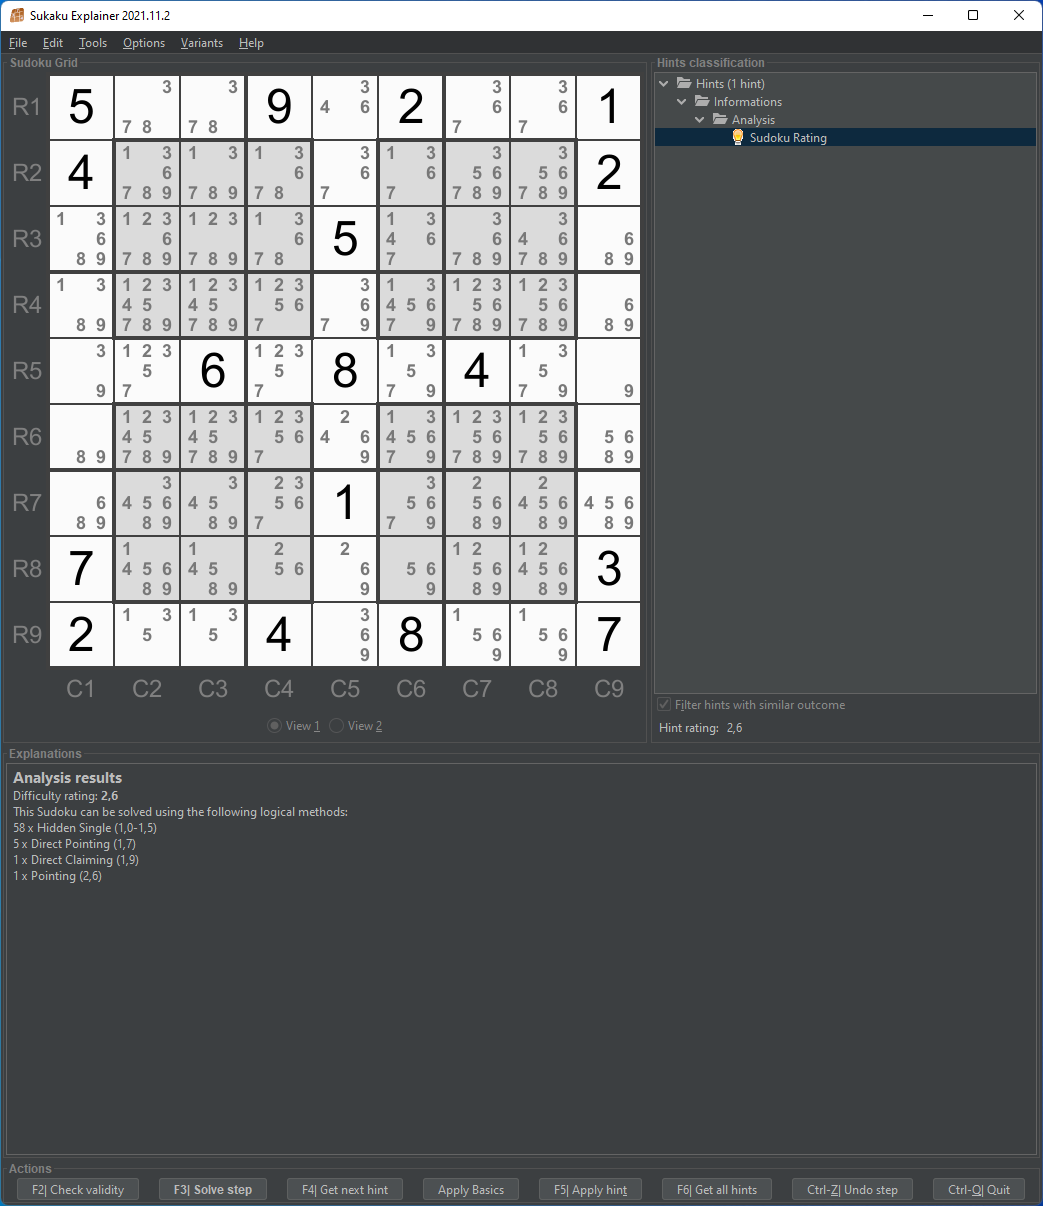 Sukaku Explainer 2021.11.2
File Edit Tools Options Variants Help
Sudoku Grid
3 3 3 3 3
R1 5 9 4 6 2 6 6 1
7 8 7 8 7 7
1 3 1 3 1 3 3 1 3 3 3
R2 4 6 6 6 6 5 6 5 6 2
7 8 9 7 8 9 7 8 7 7 7 8 9 7 8 9
1 3 1 2 3 1 2 3 1 3 1 3 3 3
R3 6 6 6 5 4 6 6 4 6 6
8 9 7 8 9 7 8 9 7 8 7 7 8 9 7 8 9 8 9
1 3 1 2 3 1 2 3 1 2 3 3 1 3 1 2 3 1 2 3
R4 4 5 4 5 5 6 6 4 5 6 5 6 5 6 6
8 9 7 8 9 7 8 9 7 7 9 7 9 7 8 9 7 8 9 8 9
3 1 2 3 1 2 3 1 3 1 3
R5 5 6 5 8 5 4 5
9 7 7 7 9 7 9 9
1 2 3 1 2 3 1 2 3 2 1 3 1 2 3 1 2 3
R6 4 5 4 5 5 6 4 6 4 5 6 5 6 5 6 5 6
8 9 7 8 9 7 8 9 7 9 7 9 7 8 9 7 8 9 8 9
3 3 2 3 3 2 2
R7 6 4 5 6 4 5 5 6 1 5 6 5 6 4 5 6 4 5 6
8 9 8 9 8 9 7 7 9 8 9 8 9 8 9
1 1 2 2 1 2 1 2
R8 7 4 5 6 4 5 5 6 6 5 6 5 6 4 5 6 3
8 9 8 9 9 9 8 9 8 9
1 3 1 3 3 1 1
R9 2 5 5 4 6 8 5 6 5 6 7
9 9 9
C1 C2 C3 C4 C5 C6 C7 C8 C9
View 1 View 2
Hints classification
Hints (1 hint)
Informations
Analysis
Sudoku Rating
Filter hints with similar outcome
Hint rating: 2,6
Explanations
Analysis results
Difficulty rating: 2,6
This Sudoku can be solved using the following logical methods:
58 x Hidden Single (1,0-1,5)
5 x Direct Pointing (1,7)
1 x Direct Claiming (1,9)
1 x Pointing (2,6)
Actions
F2| Check validity F3| Solve step F4| Get next hint Apply Basics F5| Apply hint F6| Get all hints Ctrl-Z| Undo step Ctrl-Q| Quit